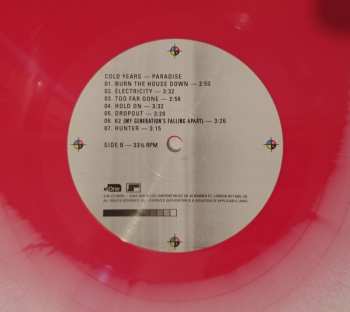 COLD YEARS — PARADISE
01. BURN THE HOUSE DOWN — 2:50
02. ELECTRICITY — 3:32
03. TOO FAR GONE — 2:56
04. HOLD ON — 3:32
05. DROPOUT — 2:20
06. 62 (MY GENERATION'S FALLING APART) — 3:26
07. HUNTER — 3:15
SIDE B — 33⅓ RPM